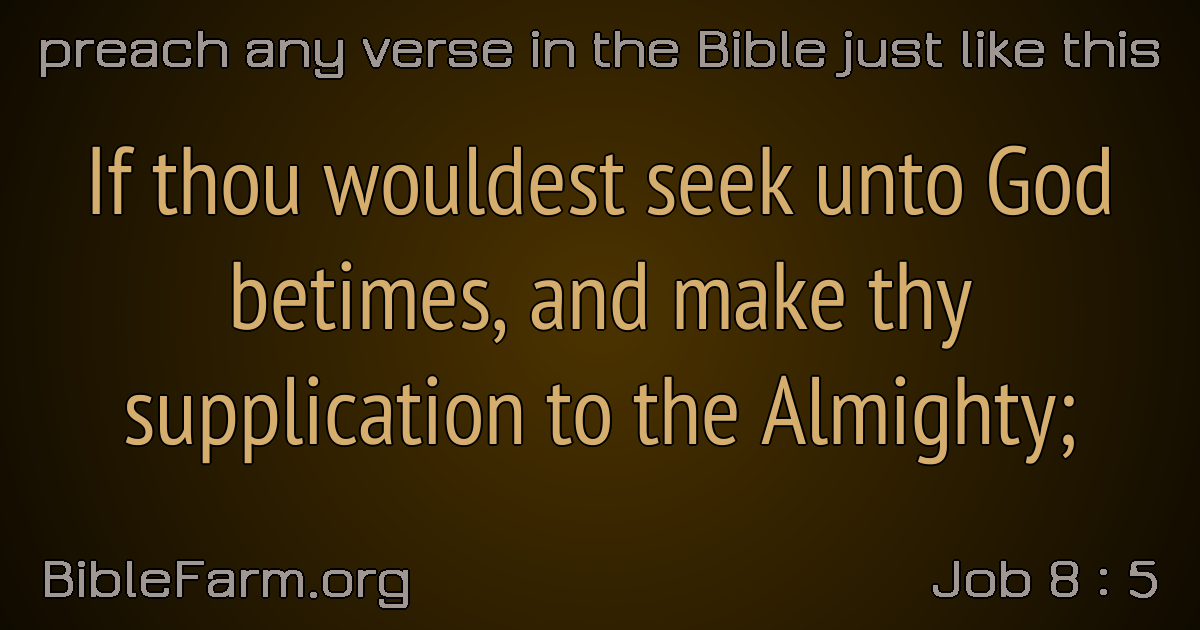 preach any verse in the Bible just like this
If thou wouldest seek unto God
betimes, and make thy
supplication to the Almighty;
BibleFarm.org
Job 8 : 5